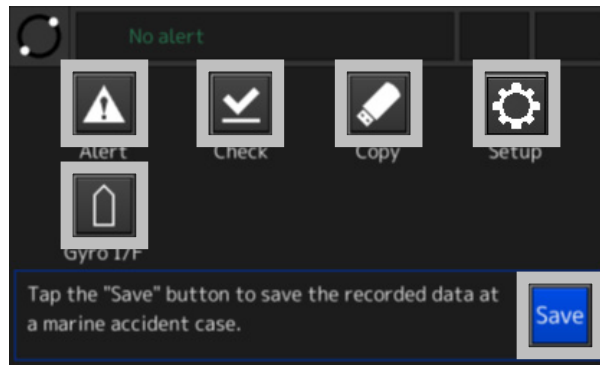 No alert
Alert Check Copy Setup
Gyro I/F
Tap the "Save" button to save the recorded data at
a marine accident case.
Save